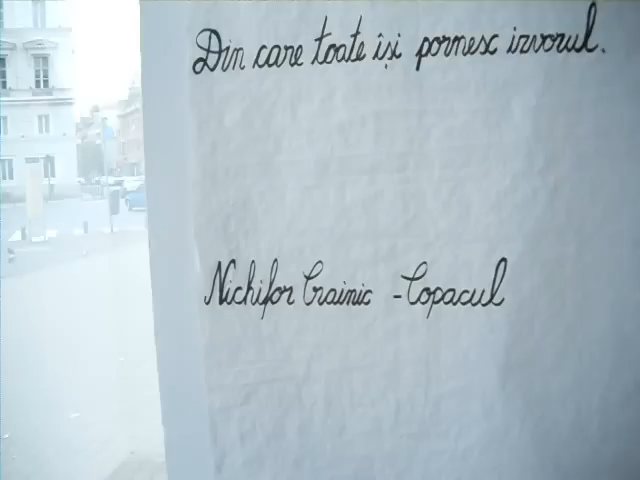 Din care toate își pornesc izvorul.
Nichifor Crainic - Copacul